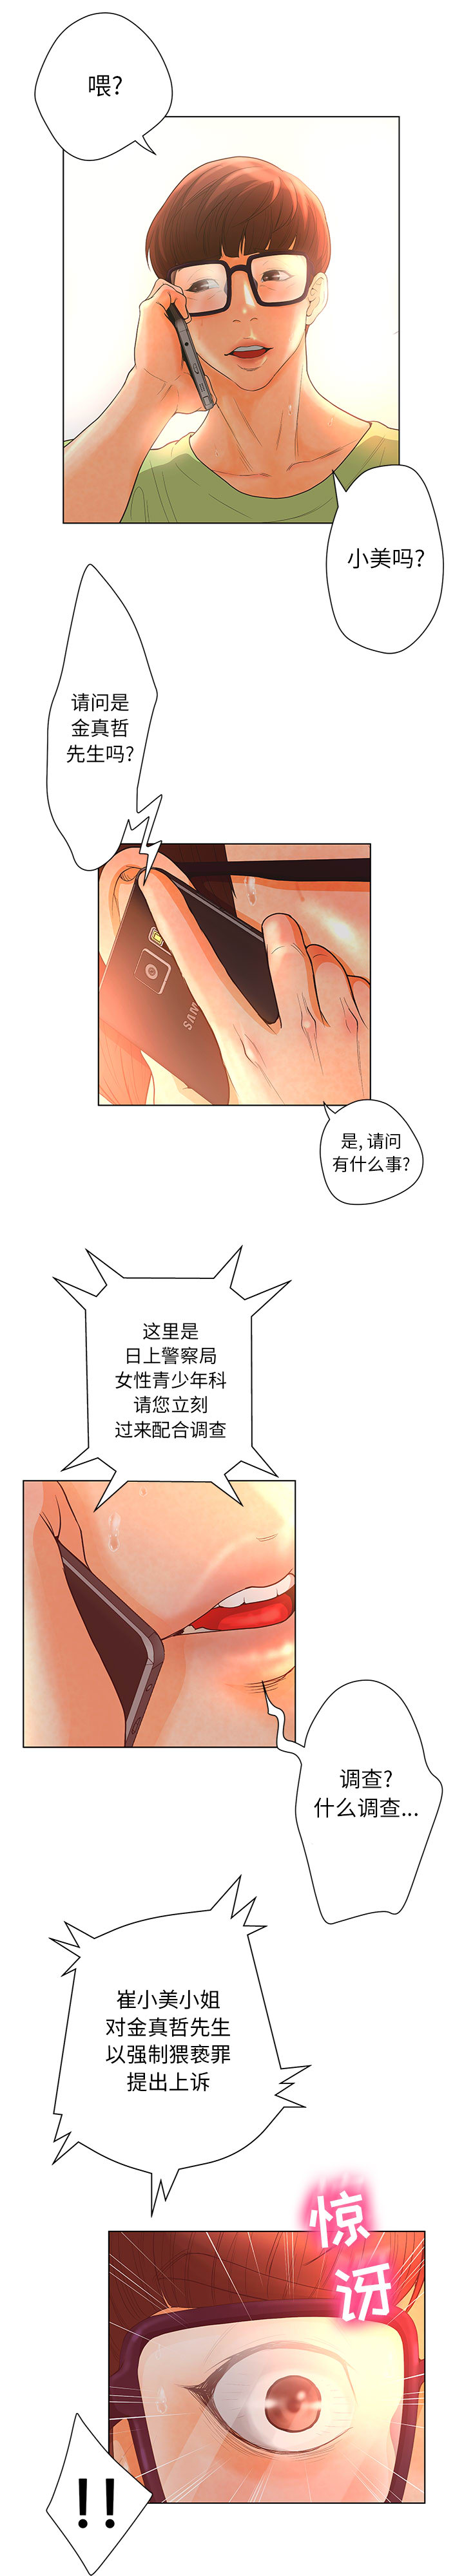 喂?
小美吗?
请问是
金真哲
先生吗?
SAMSUNG
是, 请问
有什么事?
这里是
日上警察局
女性青少年科
请您立刻
过来配合调查
调查?
什么调查...
崔小美小姐
对金真哲先生
以强制猥亵罪
提出上诉
惊
讶
!!